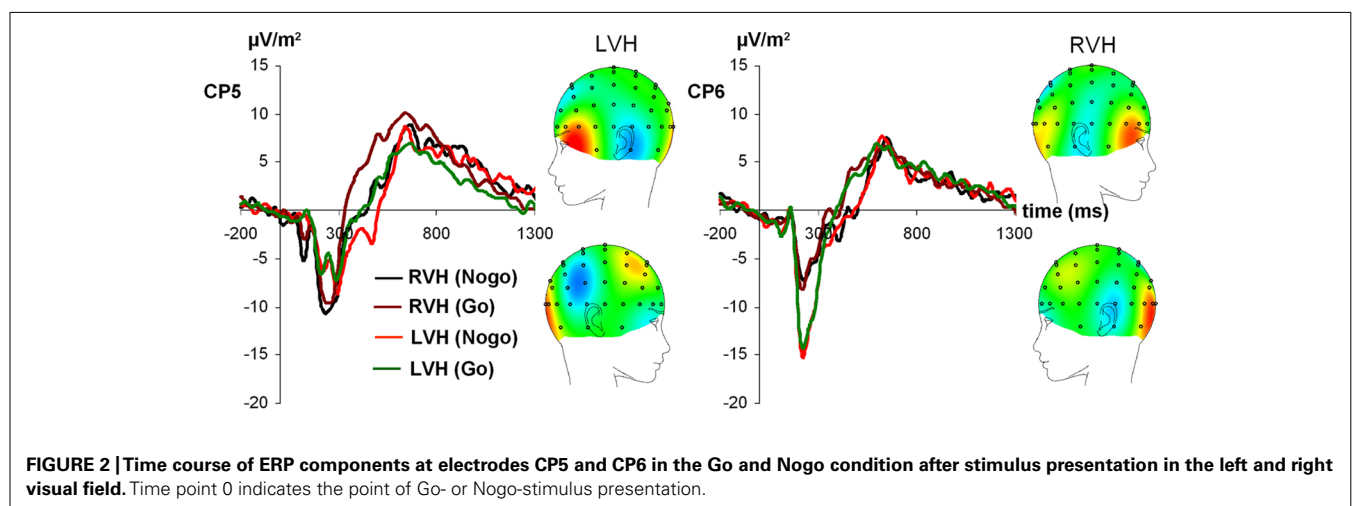 µV/m²
LVH
15
CP5
10
5
0
-200
300
800
1300
-5
-10
-15
-20
RVH (Nogo)
RVH (Go)
LVH (Nogo)
LVH (Go)
µV/m²
RVH
15
CP6
10
5
0
time (ms)
-200
300
800
1300
-5
-10
-15
-20
FIGURE 2 | Time course of ERP components at electrodes CP5 and CP6 in the Go and Nogo condition after stimulus presentation in the left and right
visual field. Time point 0 indicates the point of Go- or Nogo-stimulus presentation.